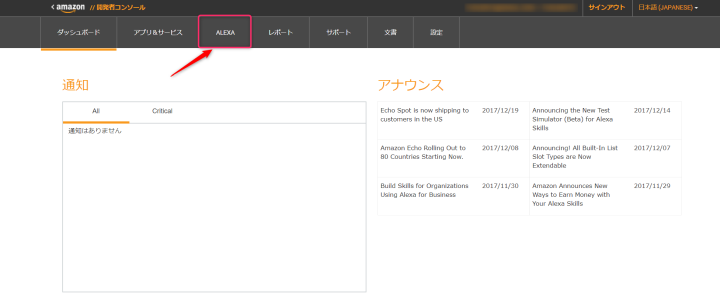 < amazon // 開発者コンソール
サインアウト
日本語 (JAPANESE)
ダッシュボード
アプリ&サービス
ALEXA
レポート
サポート
文書
設定
通知
All
Critical
通知はありません
アナウンス
Echo Spot is now shipping to
customers in the US
2017/12/19
Announcing the New Test
Simulator (Beta) for Alexa
Skills
2017/12/14
Amazon Echo Rolling Out to
80 Countries Starting Now.
2017/12/08
Announcing! All Built-In List
Slot Types are Now
Extendable
2017/12/07
Build Skills for Organizations
Using Alexa for Business
2017/11/30
Amazon Announces New
Ways to Earn Money with
Your Alexa Skills
2017/11/29